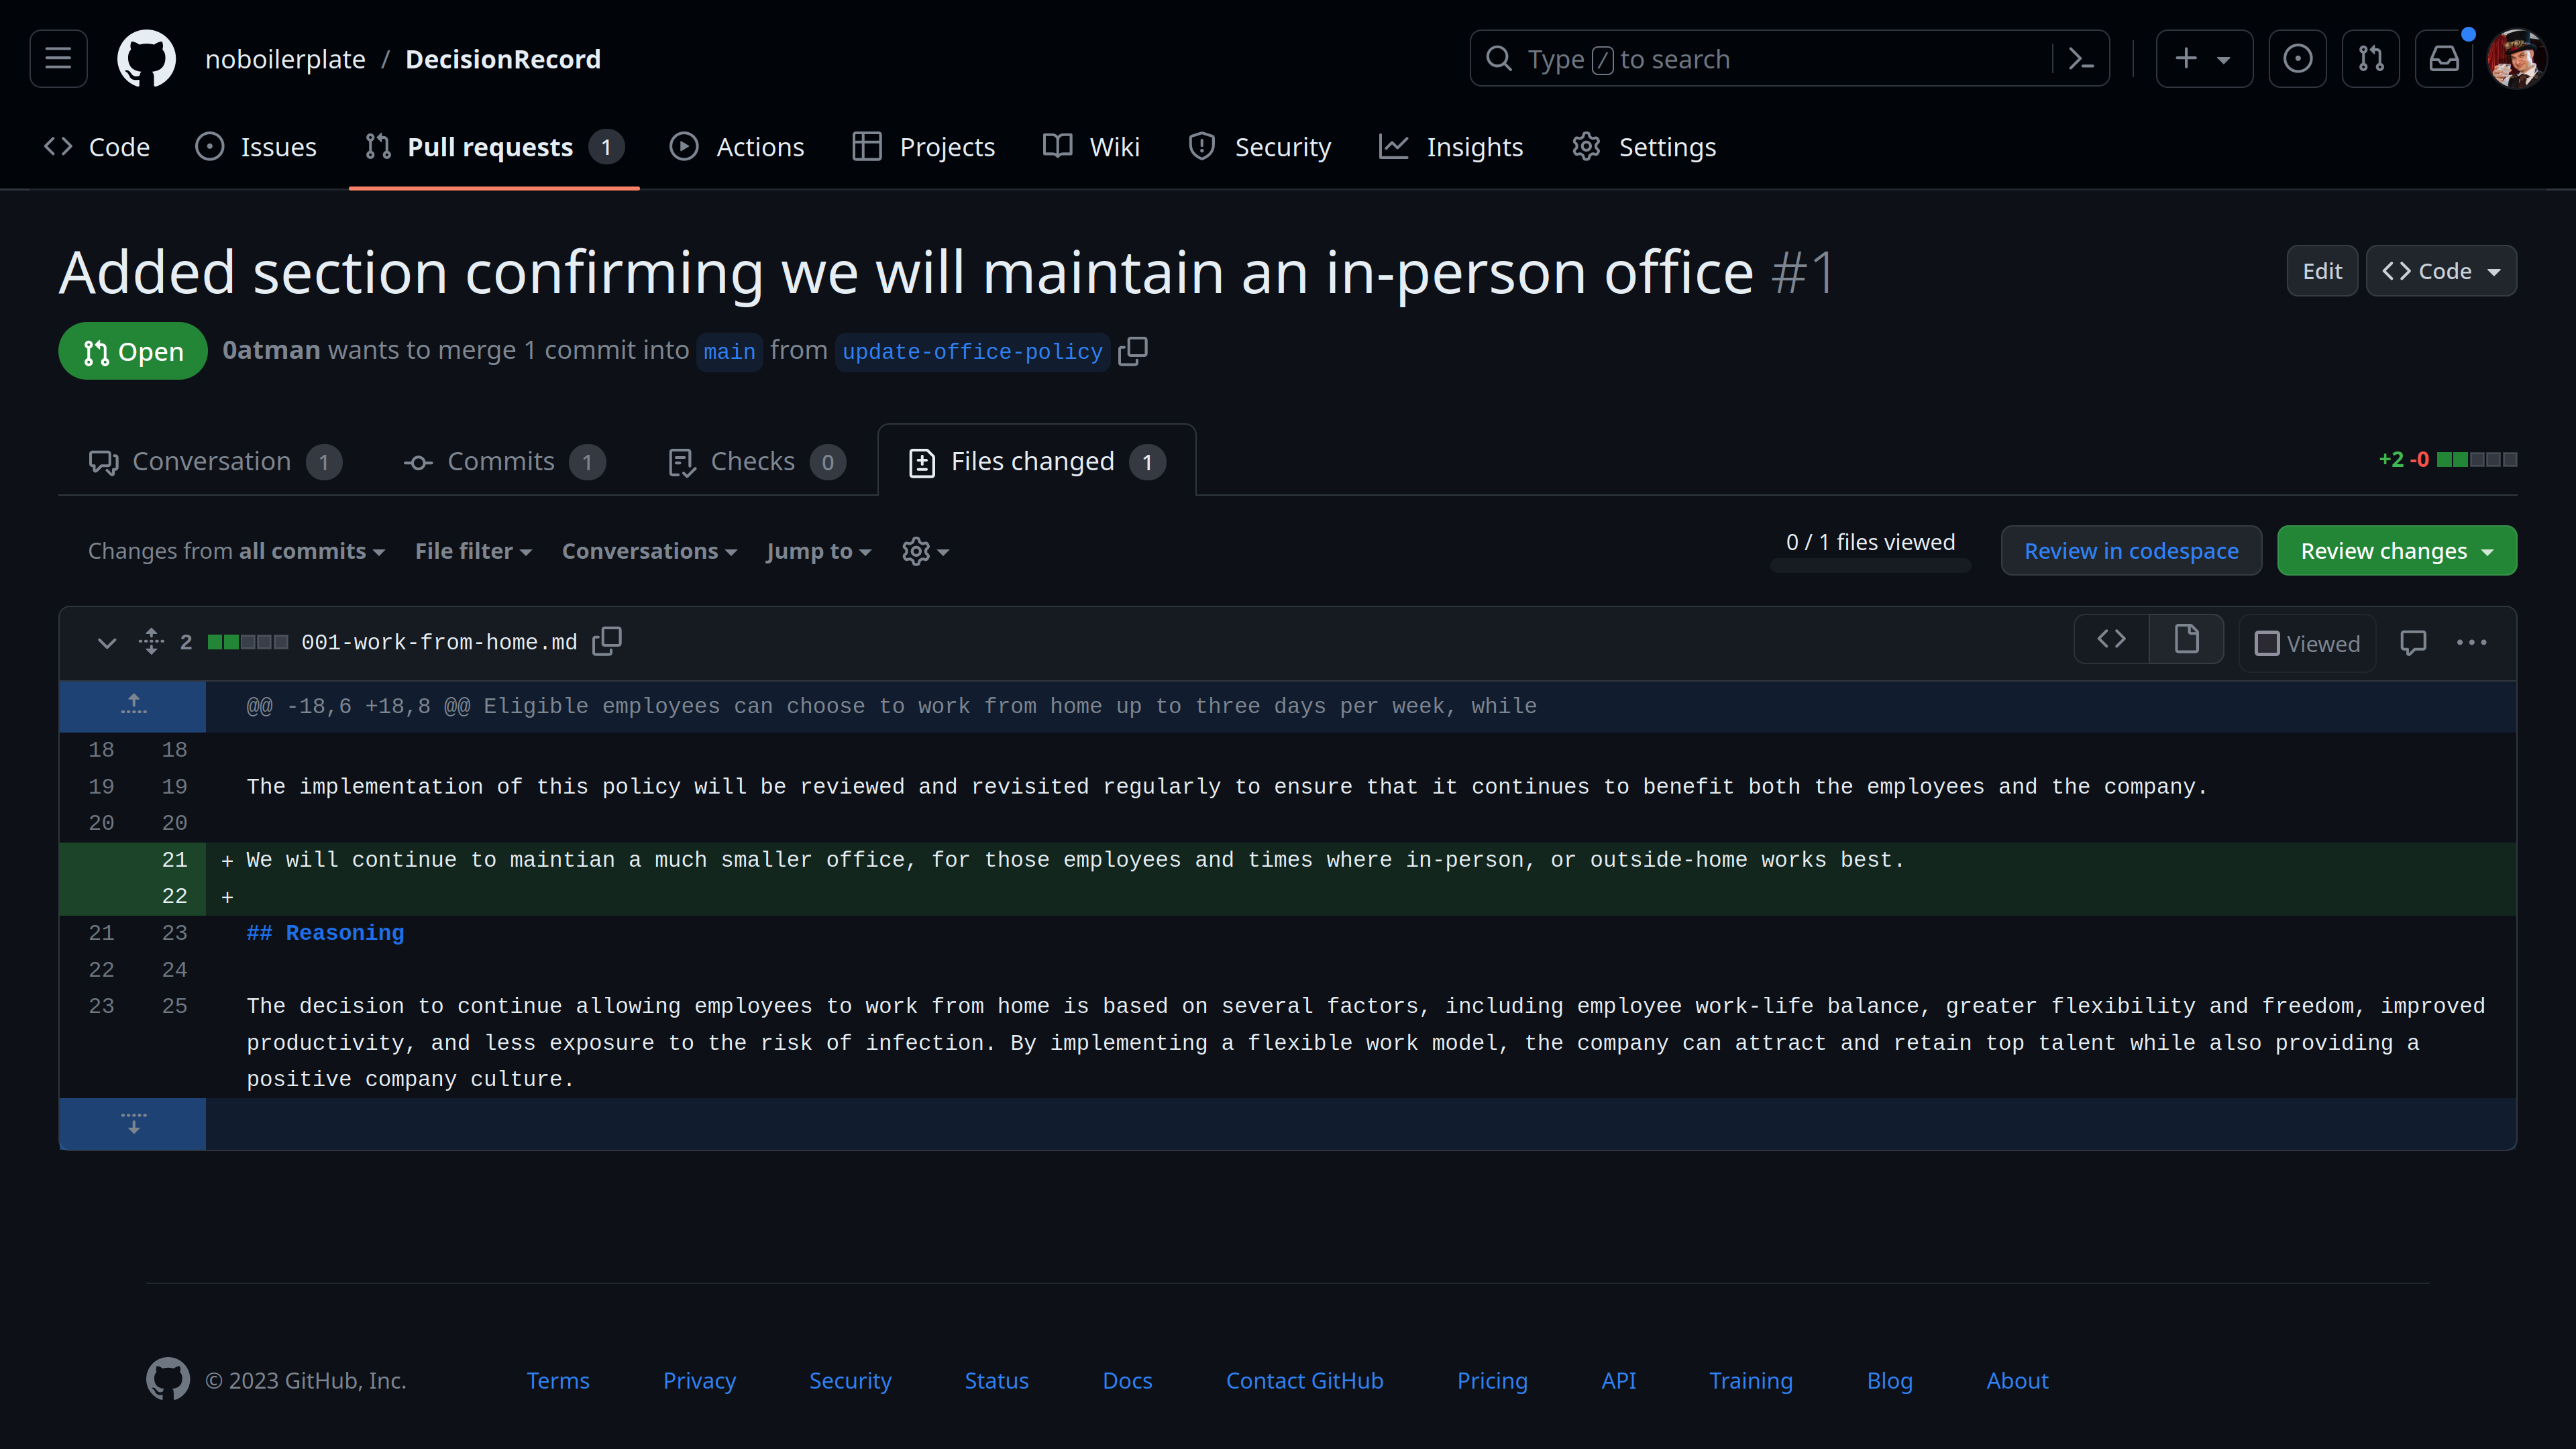 noboilerplate / DecisionRecord
Type / to search
Code Issues Pull requests 1 Actions Projects Wiki Security Insights Settings
Added section confirming we will maintain an in-person office #1
Edit Code
Open 0atman wants to merge 1 commit into main from update-office-policy
Conversation 1 Commits 1 Checks 0 Files changed 1
+2 -0
Changes from all commits File filter Conversations Jump to
0 / 1 files viewed
Review in codespace Review changes
2 001-work-from-home.md
Viewed
@@ -18,6 +18,8 @@ Eligible employees can choose to work from home up to three days per week, while
18 18
19 19 The implementation of this policy will be reviewed and revisited regularly to ensure that it continues to benefit both the employees and the company.
20 20
21 + We will continue to maintian a much smaller office, for those employees and times where in-person, or outside-home works best.
22 +
21 23 ## Reasoning
22 24
23 25 The decision to continue allowing employees to work from home is based on several factors, including employee work-life balance, greater flexibility and freedom, improved
productivity, and less exposure to the risk of infection. By implementing a flexible work model, the company can attract and retain top talent while also providing a
positive company culture.
© 2023 GitHub, Inc. Terms Privacy Security Status Docs Contact GitHub Pricing API Training Blog About